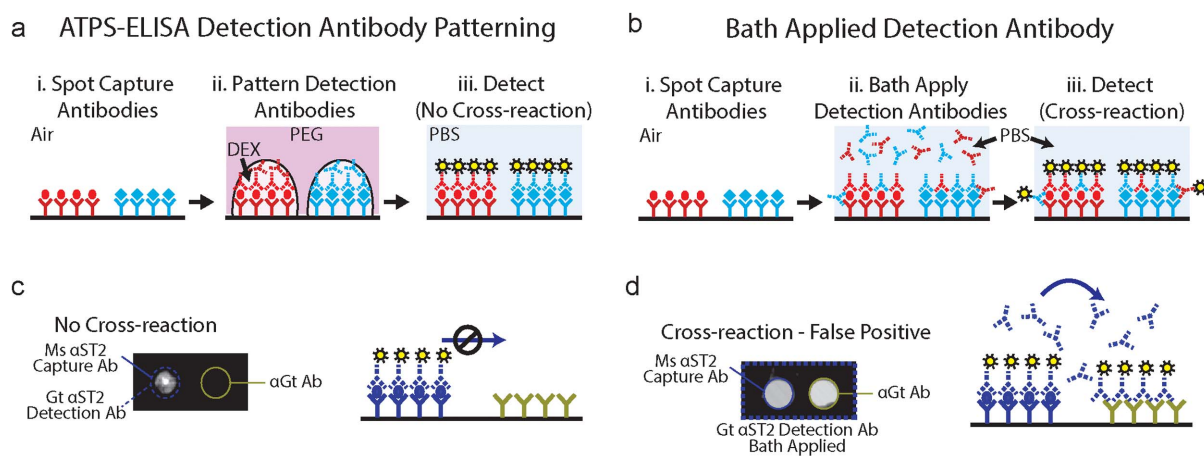 a
ATPS-ELISA Detection Antibody Patterning
i. Spot Capture
Antibodies
Air
ii. Pattern Detection
Antibodies
PEG
DEX
iii. Detect
(No Cross-reaction)
PBS
b
Bath Applied Detection Antibody
i. Spot Capture
Antibodies
Air
ii. Bath Apply
Detection Antibodies
PBS
iii. Detect
(Cross-reaction)
c
No Cross-reaction
Ms αST2
Capture Ab
Gt αST2
Detection Ab
αGt Ab
d
Cross-reaction - False Positive
Ms αST2
Capture Ab
αGt Ab
Gt αST2 Detection Ab
Bath Applied